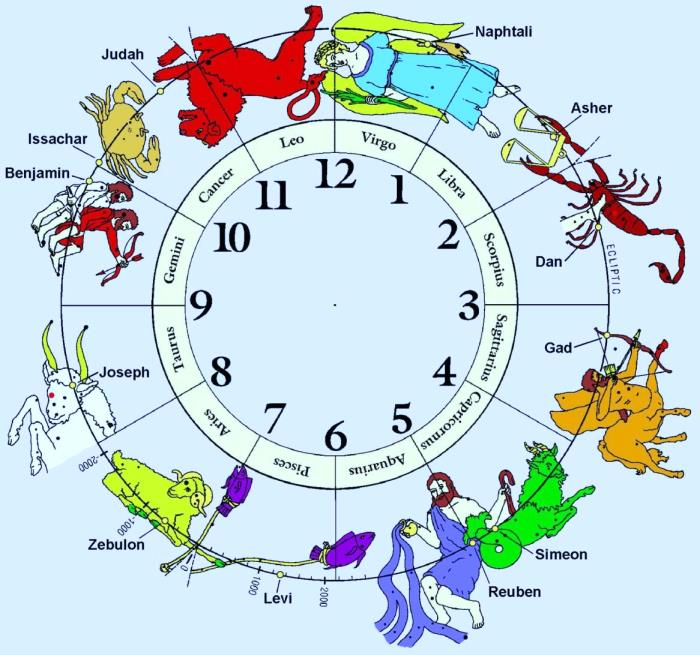 Naphtali
Asher
Dan
ECLIPTIC
Gad
Simeon
Reuben
2000
Levi
1000
0
-1000
-2000
Zebulon
Joseph
Benjamin
Issachar
Judah
Virgo
Libra
Scorpius
Sagittarius
Capricornus
Aquarius
Pisces
Aries
Taurus
Gemini
Cancer
Leo
12
1
2
3
4
5
6
7
8
9
10
11